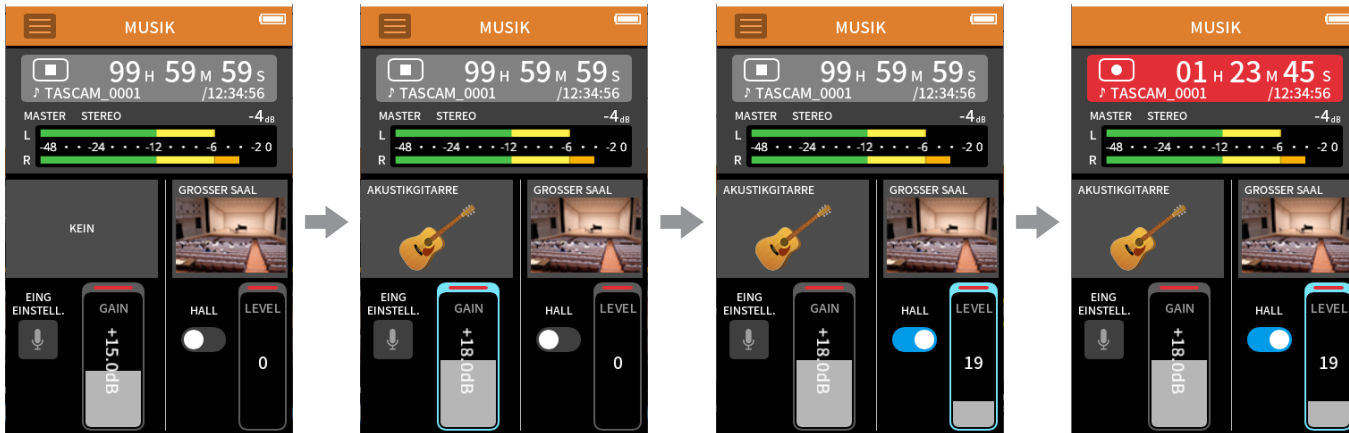 MUSIK
99 H 59 M 59 S
♪ TASCAM_0001 /12:34:56
MASTER STEREO -4 dB
L
-48 • • -24 • • • -12 • • • • -6 • • -2 0
R
KEIN
GROSSER SAAL
EING
EINSTELL.
GAIN
+15.0dB
HALL
LEVEL
0
MUSIK
99 H 59 M 59 S
♪ TASCAM_0001 /12:34:56
MASTER STEREO -4 dB
L
-48 • • -24 • • • -12 • • • • -6 • • -2 0
R
AKUSTIKGITARRE
GROSSER SAAL
EING
EINSTELL.
GAIN
+18.0dB
HALL
LEVEL
0
MUSIK
99 H 59 M 59 S
♪ TASCAM_0001 /12:34:56
MASTER STEREO -4 dB
L
-48 • • -24 • • • -12 • • • • -6 • • -2 0
R
AKUSTIKGITARRE
GROSSER SAAL
EING
EINSTELL.
GAIN
+18.0dB
HALL
LEVEL
19
MUSIK
01 H 23 M 45 S
♪ TASCAM_0001 /12:34:56
MASTER STEREO -4 dB
L
-48 • • -24 • • • -12 • • • • -6 • • -2 0
R
AKUSTIKGITARRE
GROSSER SAAL
EING
EINSTELL.
GAIN
+18.0dB
HALL
LEVEL
19